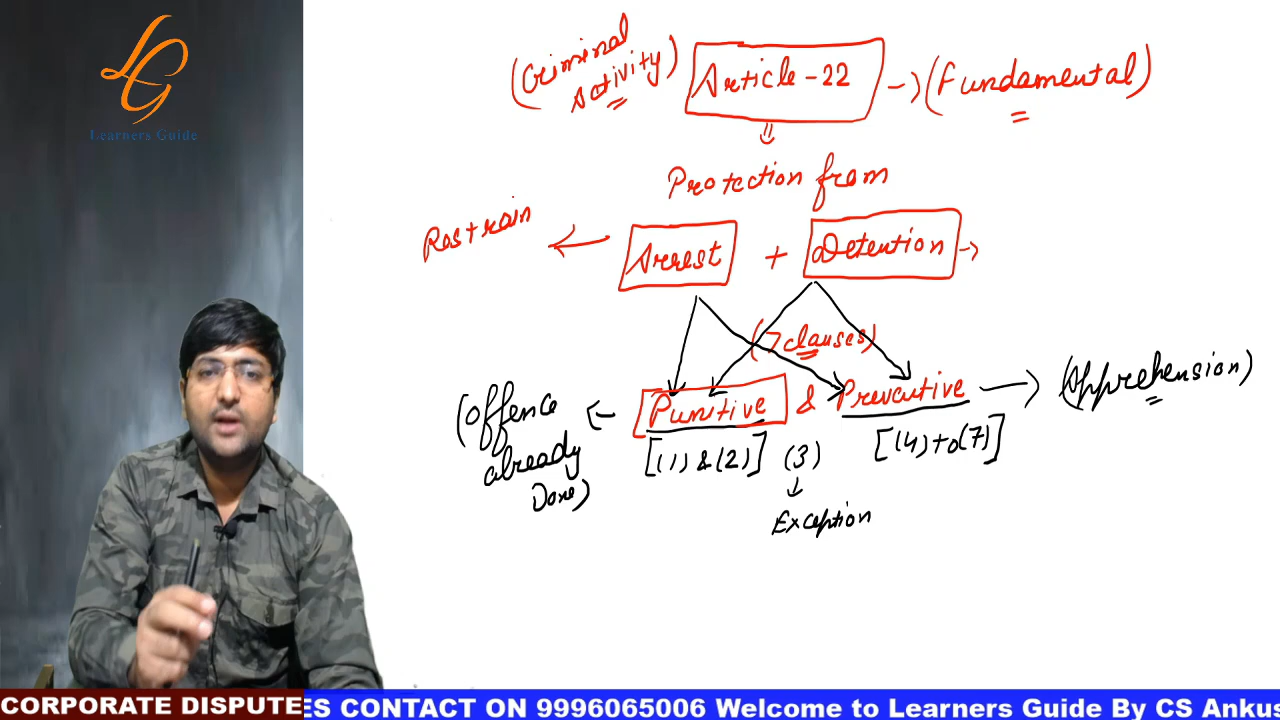 LG
Learners Guide
(Criminal Activity) Article-22 -> (Fundamental)
Protection from
Rostrain ← Arrest + Detention ->
(7 clauses)
(Offence already Done) ← Punitive & Preventive -> (Apprehension)
[(1) & (2)] (3) [(4) to (7)]
Exception
CORPORATE DISPUTE
ES CONTACT ON 9996065006 Welcome to Learners Guide By CS Ankus